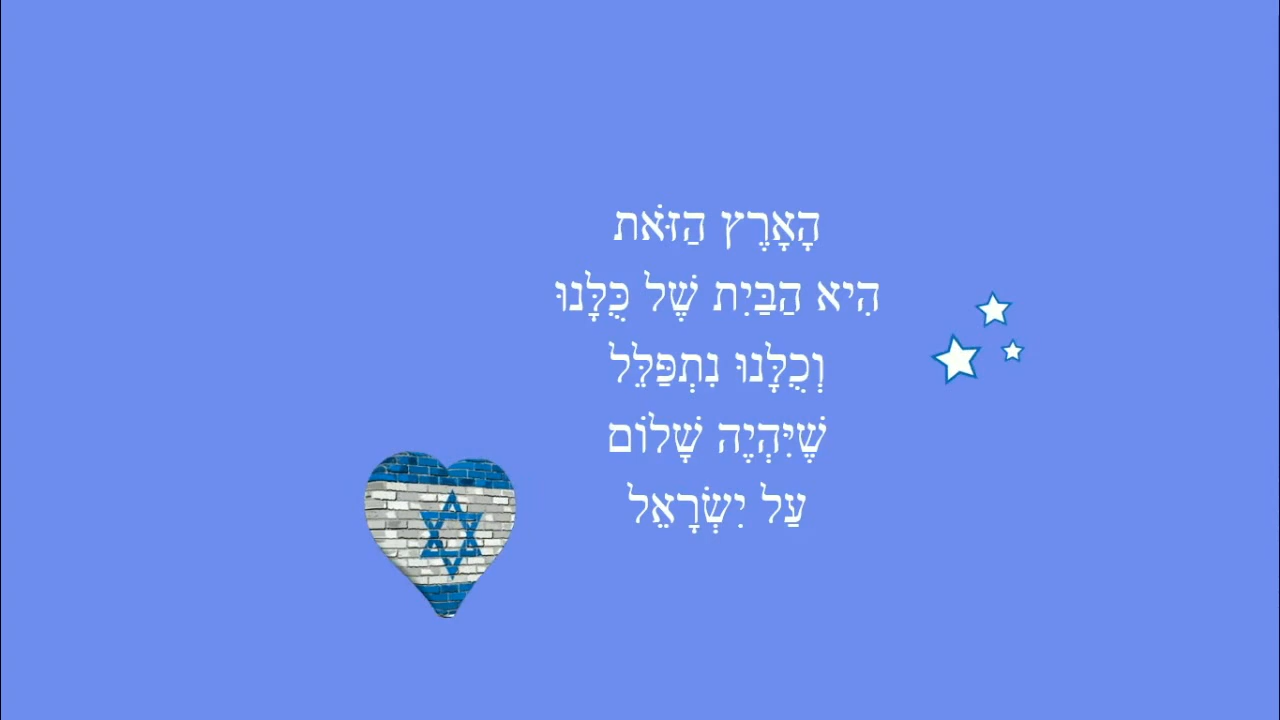 הָאָרֶץ הַזֹּאת
הִיא הַבַּיִת שֶׁל כֻּלָּנוּ
וְכֻלָּנוּ נִתְפַּלֵּל
שֶׁיִּהְיֶה שָׁלוֹם
עַל יִשְׂרָאֵל